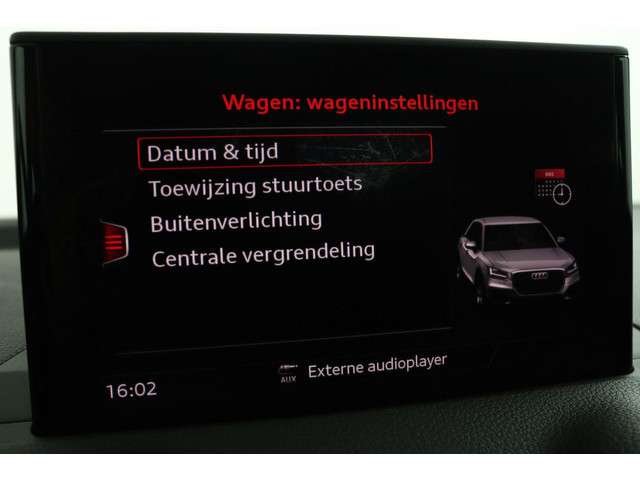 Wagen: wageninstellingen
Datum & tijd
Toewijzing stuurtoets
Buitenverlichting
Centrale vergrendeling
16:02
AUX Externe audioplayer